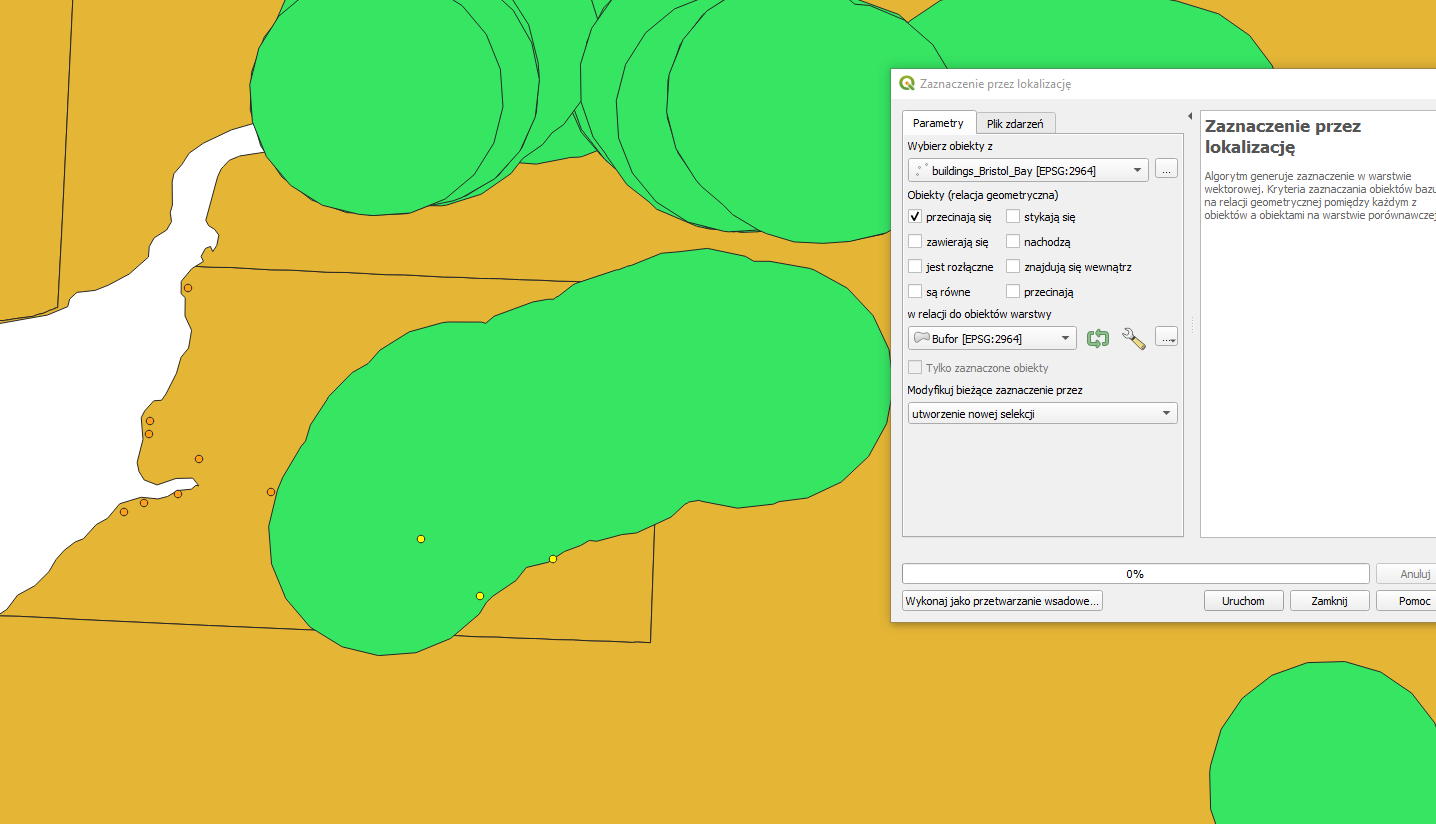 Zaznaczenie przez lokalizację
Parametry
Plik zdarzeń
Wybierz obiekty z
buildings_Bristol_Bay [EPSG:2964]
...
Obiekty (relacja geometryczna)
przecinają się
stykają się
zawierają się
nachodzą
jest rozłączne
znajdują się wewnątrz
są równe
przecinają
w relacji do obiektów warstwy
Bufor [EPSG:2964]
...
Tylko zaznaczone obiekty
Modyfikuj bieżące zaznaczenie przez
utworzenie nowej selekcji
Zaznaczenie przez
lokalizację
Algorytm generuje zaznaczenie w warstwie
wektorowej. Kryteria zaznaczania obiektów bazu
na relacji geometrycznej pomiędzy każdym z
obiektów a obiektami na warstwie porównawczej
0%
Anuluj
Wykonaj jako przetwarzanie wsadowe...
Uruchom
Zamknij
Pomoc